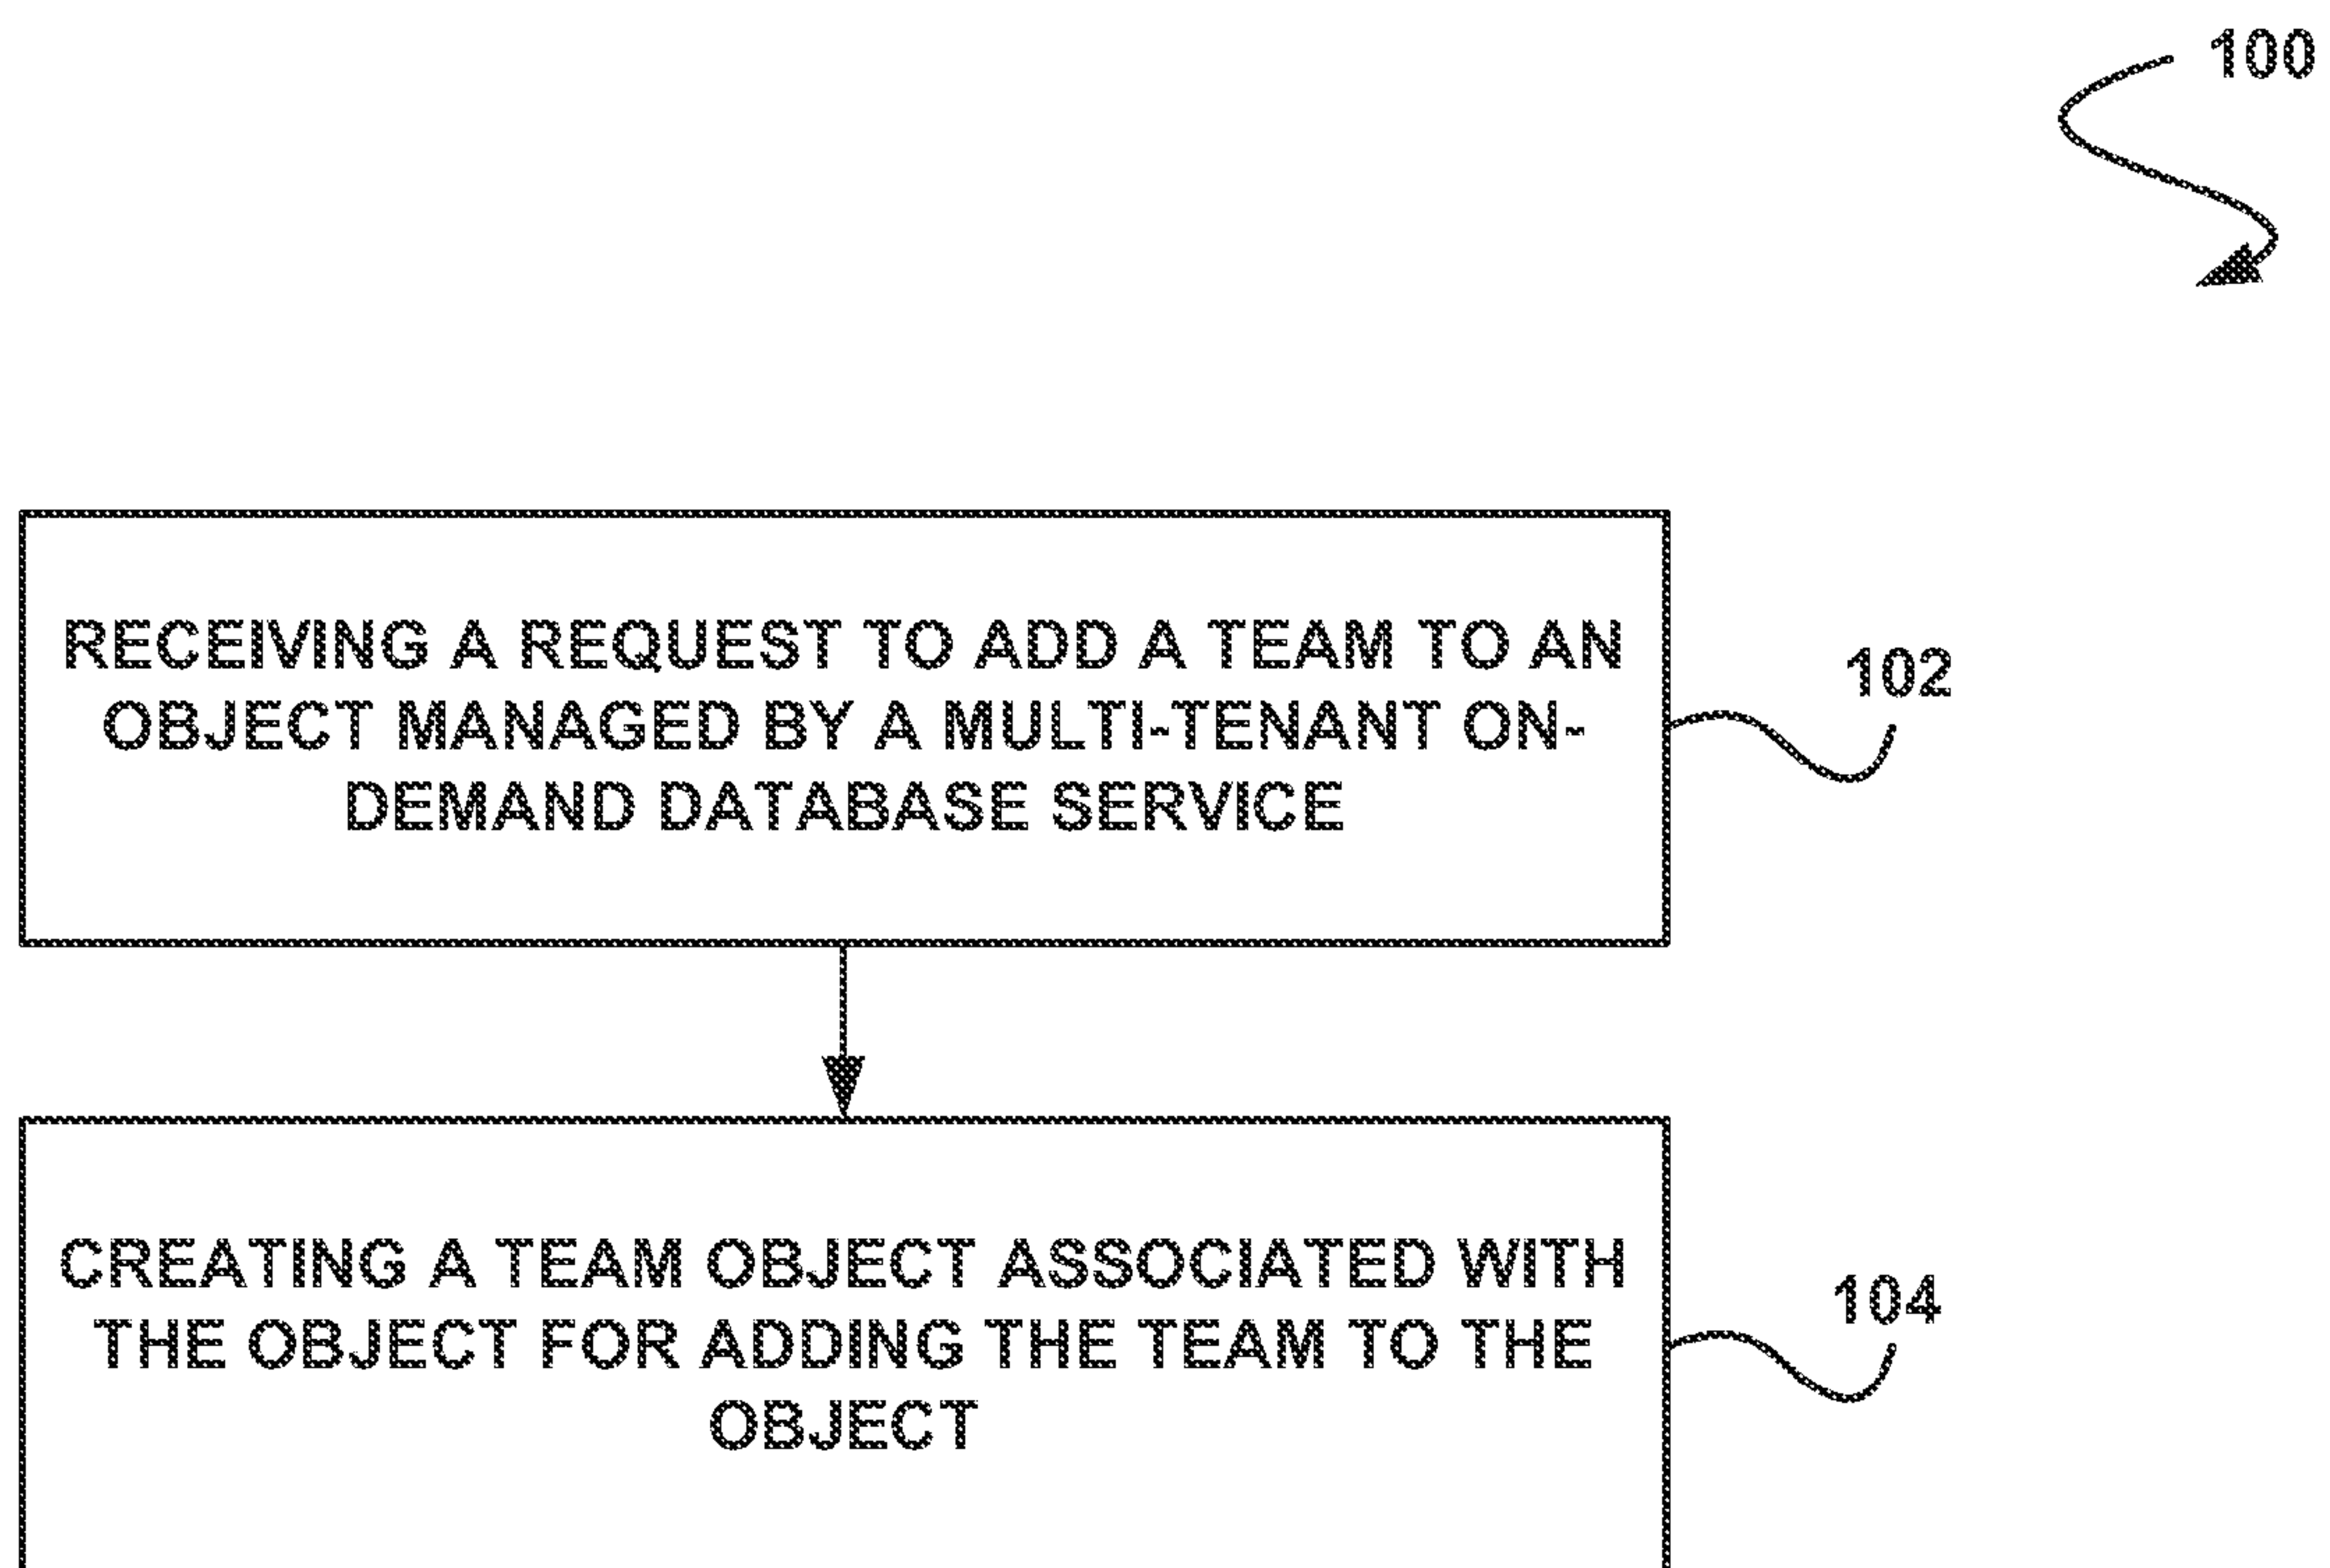 100
RECEIVING A REQUEST TO ADD A TEAM TO AN
OBJECT MANAGED BY A MULTI-TENANT ON-
DEMAND DATABASE SERVICE
102
CREATING A TEAM OBJECT ASSOCIATED WITH
THE OBJECT FOR ADDING THE TEAM TO THE
OBJECT
104